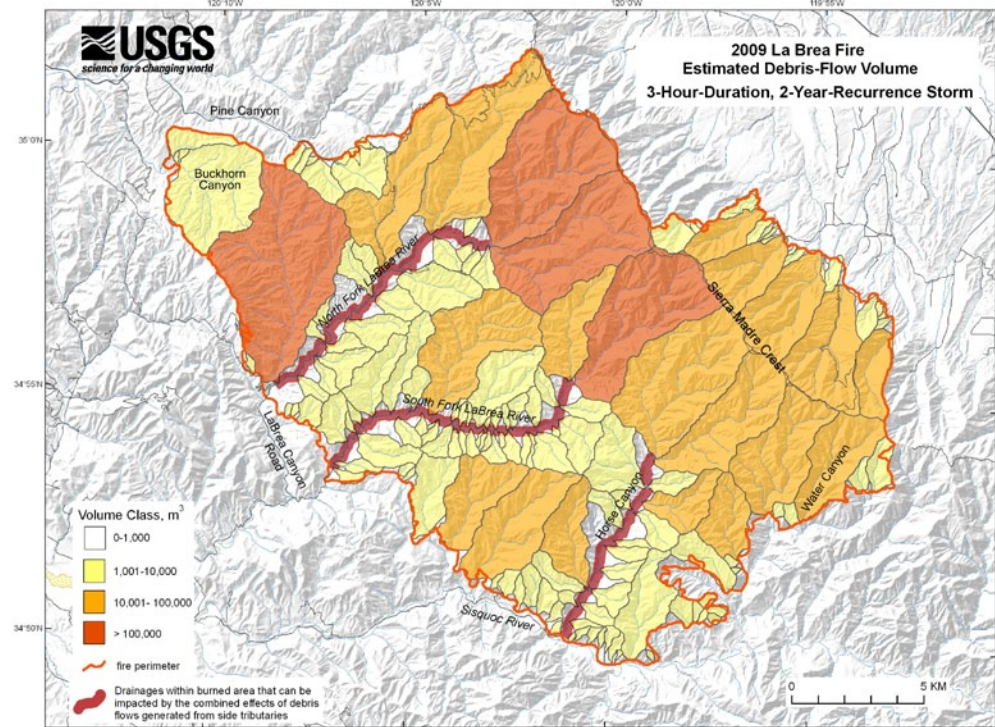 120°10'
120°5'
120°0'
119°55'
USGS
science for a changing world
2009 La Brea Fire
Estimated Debris-Flow Volume
3-Hour-Duration, 2-Year-Recurrence Storm
Pine Canyon
35°0'
Buckhorn
Canyon
North Fork LaBrea River
Sierra Madre Crest
34°55'
South Fork LaBrea River
LaBrea Canyon
Road
Water Canyon
Horse Canyon
Volume Class, m³
0-1,000
1,001-10,000
10,001- 100,000
> 100,000
Sisquoc River
34°50'
fire perimeter
Drainages within burned area that can be
impacted by the combined effects of debris
flows generated from side tributaries
0
5 KM